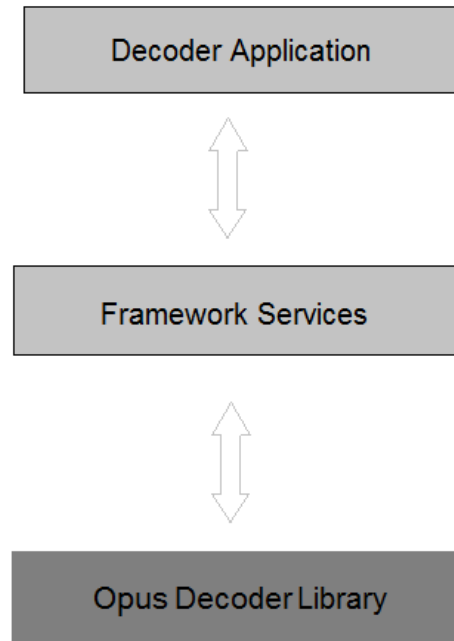 Decoder Application
Framework Services
Opus Decoder Library